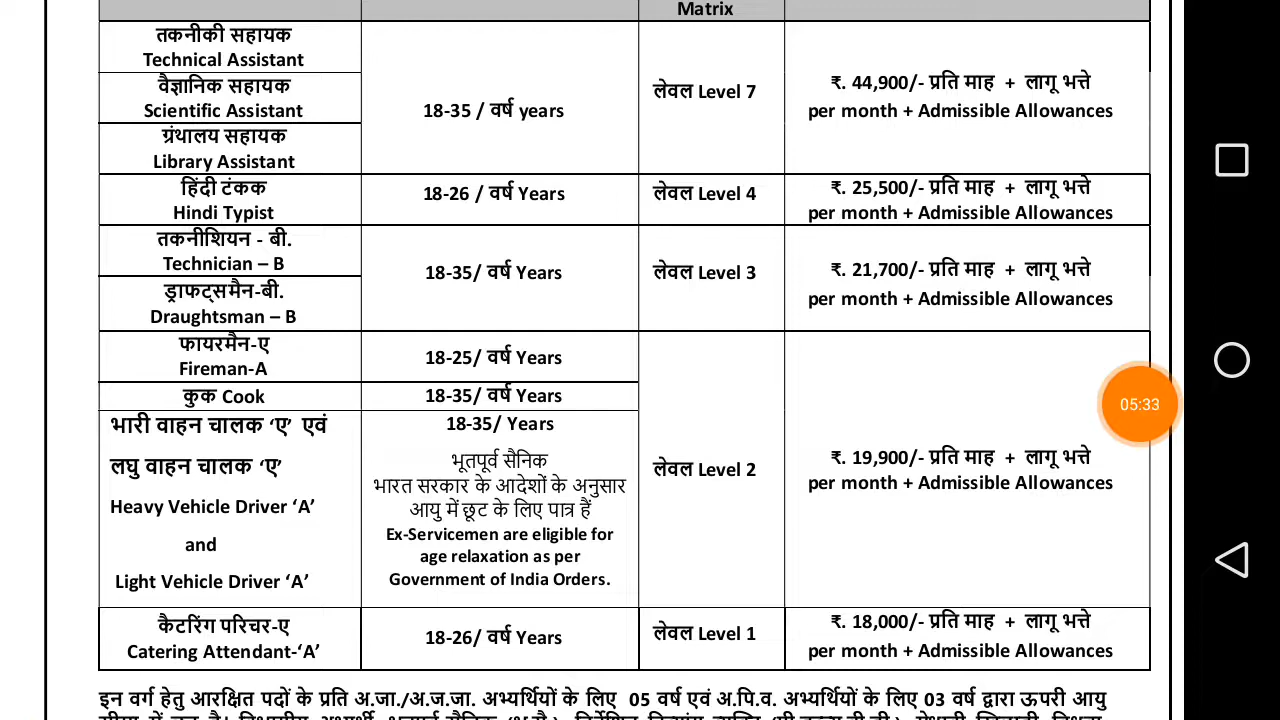 Matrix
तकनीकी सहायक
Technical Assistant
वैज्ञानिक सहायक
Scientific Assistant
ग्रंथालय सहायक
Library Assistant
18-35 / वर्ष years
लेवल Level 7
₹. 44,900/- प्रति माह + लागू भत्ते
per month + Admissible Allowances
हिंदी टंकक
Hindi Typist
18-26 / वर्ष Years
लेवल Level 4
₹. 25,500/- प्रति माह + लागू भत्ते
per month + Admissible Allowances
तकनीशियन - बी.
Technician – B
ड्राफट्समैन-बी.
Draughtsman – B
18-35/ वर्ष Years
लेवल Level 3
₹. 21,700/- प्रति माह + लागू भत्ते
per month + Admissible Allowances
फायरमैन-ए
Fireman-A
18-25/ वर्ष Years
कुक Cook
18-35/ वर्ष Years
भारी वाहन चालक ‘ए’ एवं
लघु वाहन चालक ‘ए’
Heavy Vehicle Driver ‘A’
and
Light Vehicle Driver ‘A’
18-35/ Years
भूतपूर्व सैनिक
भारत सरकार के आदेशों के अनुसार
आयु में छूट के लिए पात्र हैं
Ex-Servicemen are eligible for
age relaxation as per
Government of India Orders.
लेवल Level 2
₹. 19,900/- प्रति माह + लागू भत्ते
per month + Admissible Allowances
कैटरिंग परिचर-ए
Catering Attendant-‘A’
18-26/ वर्ष Years
लेवल Level 1
₹. 18,000/- प्रति माह + लागू भत्ते
per month + Admissible Allowances
05:33
इन वर्ग हेतु आरक्षित पदों के प्रति अ.जा./अ.ज.जा. अभ्यर्थियों के लिए 05 वर्ष एवं अ.पि.व. अभ्यर्थियों के लिए 03 वर्ष द्वारा ऊपरी आयु